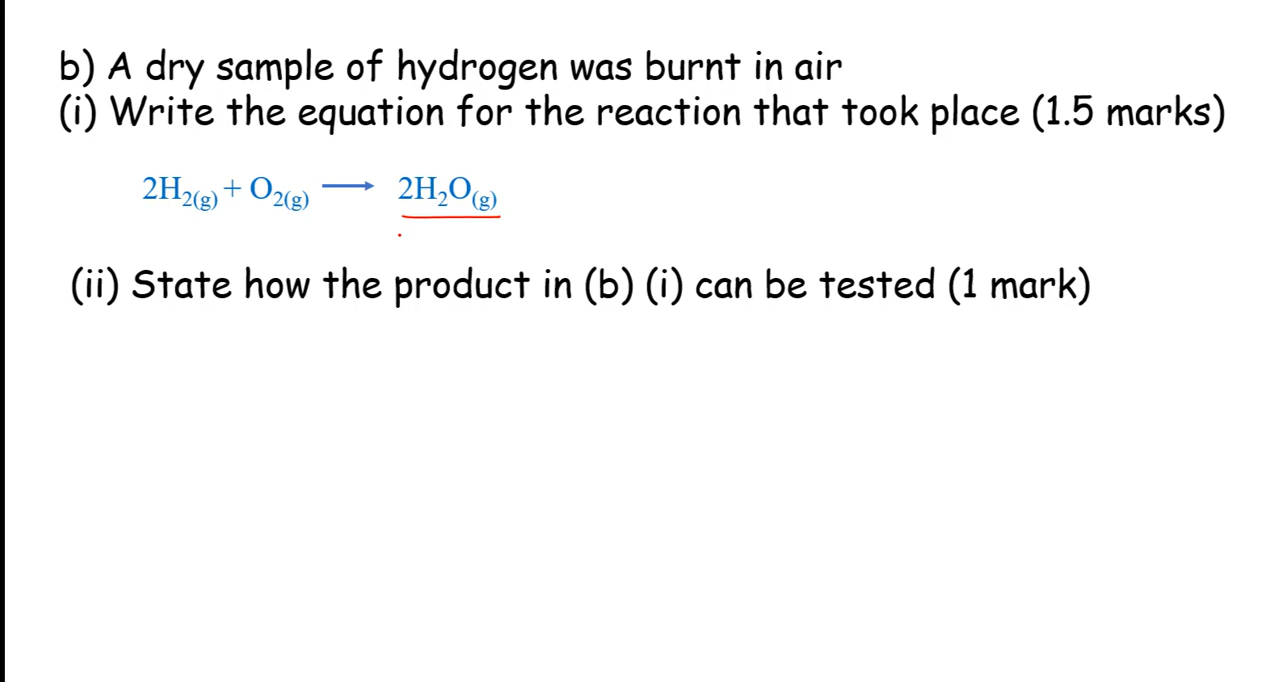 b) A dry sample of hydrogen was burnt in air
(i) Write the equation for the reaction that took place (1.5 marks)
2H₂(g) + O₂(g) ⟶ 2H₂O(g)
(ii) State how the product in (b) (i) can be tested (1 mark)